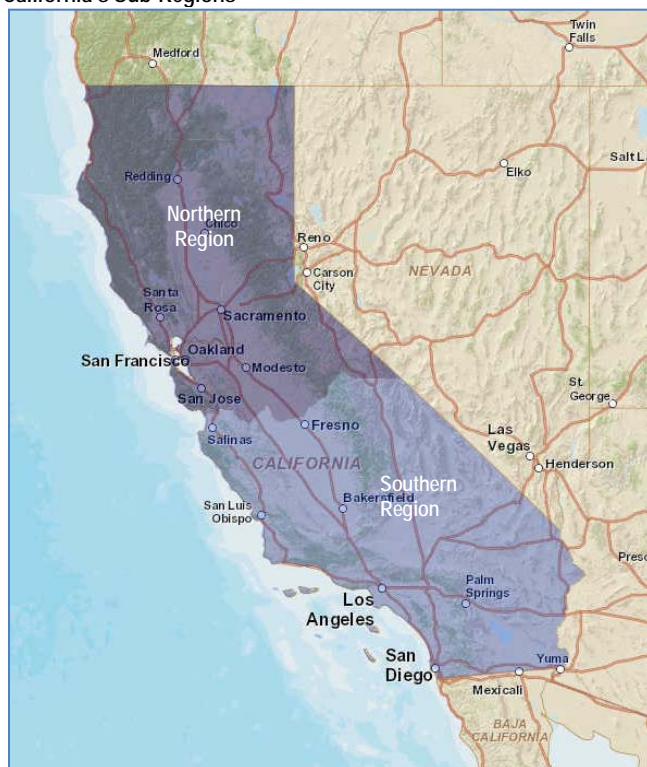 California's Sub-Regions
Twin
Falls
Medford
Salt L
Redding
Elko
Northern
Region
Chico
Reno
Carson
City
NEVADA
Santa
Rosa
Sacramento
San Francisco
Oakland
Modesto
San Jose
St.
George
Las
Vegas
Henderson
Salinas
Fresno
CALIFORNIA
Southern
Region
San Luis
Obispo
Bakersfield
Presc
Palm
Springs
Los
Angeles
San
Diego
Yuma
Mexicali
BAJA
CALIFORNIA